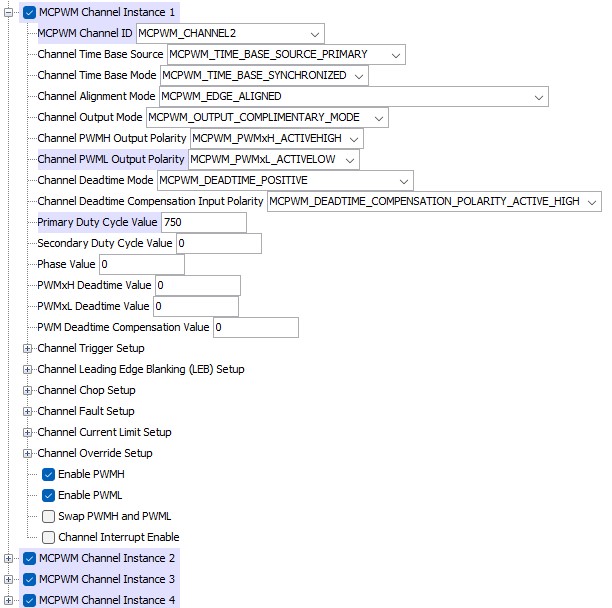 MCPWM Channel Instance 1
MCPWM Channel ID MCPWM_CHANNEL2
Channel Time Base Source MCPWM_TIME_BASE_SOURCE_PRIMARY
Channel Time Base Mode MCPWM_TIME_BASE_SYNCHRONIZED
Channel Alignment Mode MCPWM_EDGE_ALIGNED
Channel Output Mode MCPWM_OUTPUT_COMPLIMENTARY_MODE
Channel PWMH Output Polarity MCPWM_PWMxH_ACTIVEHIGH
Channel PWML Output Polarity MCPWM_PWMxL_ACTIVELOW
Channel Deadtime Mode MCPWM_DEADTIME_POSITIVE
Channel Deadtime Compensation Input Polarity MCPWM_DEADTIME_COMPENSATION_POLARITY_ACTIVE_HIGH
Primary Duty Cycle Value 750
Secondary Duty Cycle Value 0
Phase Value 0
PWMxH Deadtime Value 0
PWMxL Deadtime Value 0
PWM Deadtime Compensation Value 0
Channel Trigger Setup
Channel Leading Edge Blanking (LEB) Setup
Channel Chop Setup
Channel Fault Setup
Channel Current Limit Setup
Channel Override Setup
Enable PWMH
Enable PWML
Swap PWMH and PWML
Channel Interrupt Enable
MCPWM Channel Instance 2
MCPWM Channel Instance 3
MCPWM Channel Instance 4